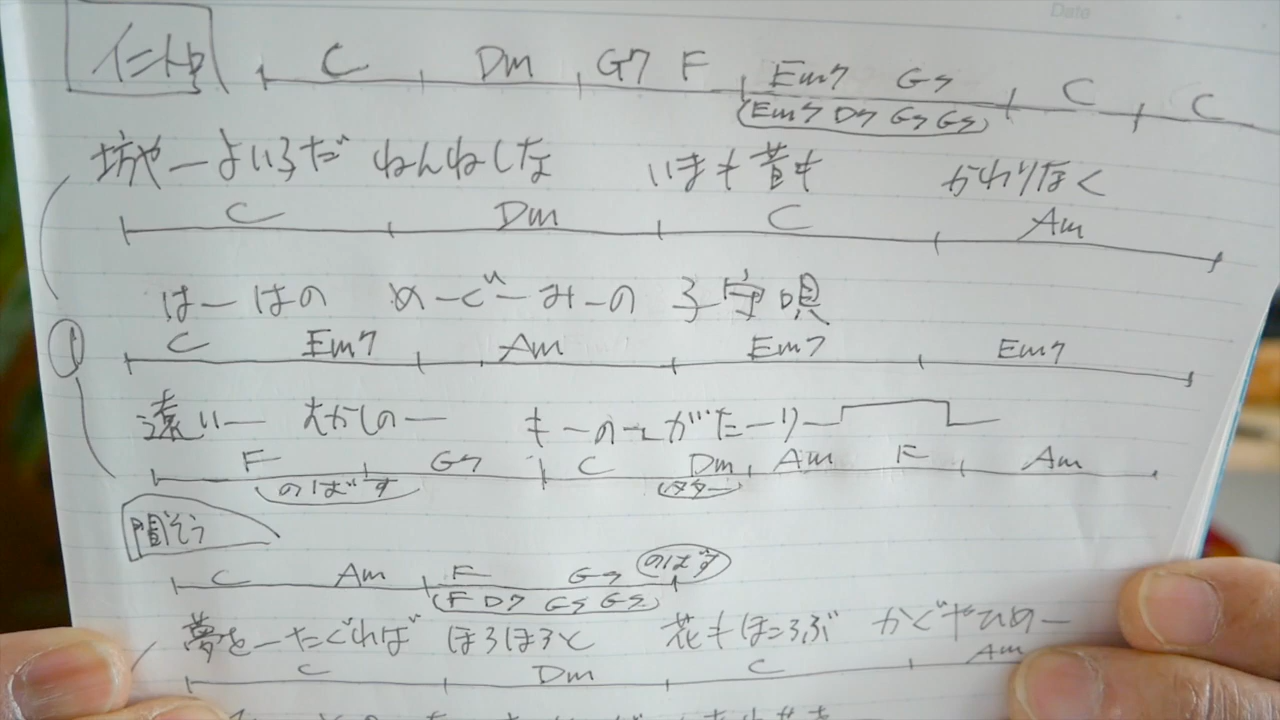 Date
イントロ C Dm G7 F Em7 G7 C C
(Em7 D7 G7 G7)
坊やーよいこだ ねんねしな いまも昔も かわりなく
C Dm C Am
はーはの めーぐーみーの 子守唄
① C Em7 Am Em7 Em7
遠いー むかしのー もーのーがたーりー
F G7 C Dm Am F Am
のばす タター
間そう
C Am F G7 のばす
(F D7 G7 G7)
夢をーたぐれば ほろほろと 花もほころぶ かぐやひめー
C Dm C Am